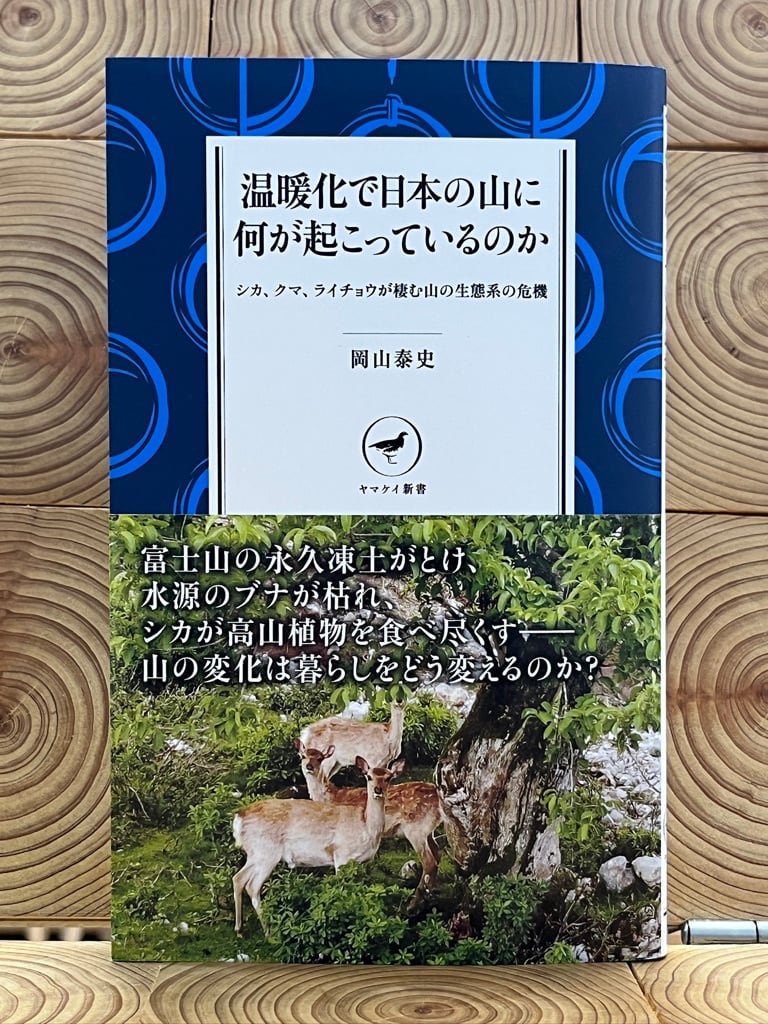 温暖化で日本の山に
何が起こっているのか
シカ、クマ、ライチョウが棲む山の生態系の危機
岡山泰史
ヤマケイ新書
富士山の永久凍土がとけ、
水源のブナが枯れ、
シカが高山植物を食べ尽くす──
山の変化は暮らしをどう変えるのか?